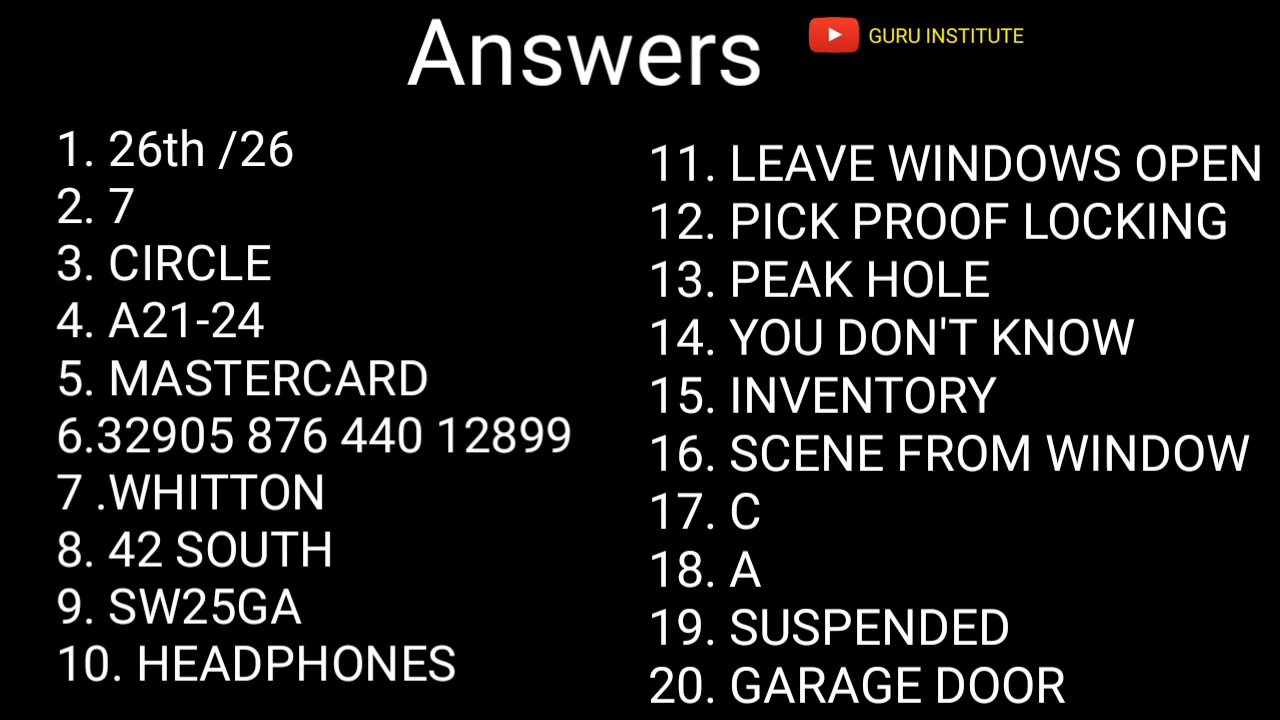 Answers
GURU INSTITUTE
1. 26th /26
2. 7
3. CIRCLE
4. A21-24
5. MASTERCARD
6.32905 876 440 12899
7 .WHITTON
8. 42 SOUTH
9. SW25GA
10. HEADPHONES
11. LEAVE WINDOWS OPEN
12. PICK PROOF LOCKING
13. PEAK HOLE
14. YOU DON'T KNOW
15. INVENTORY
16. SCENE FROM WINDOW
17. C
18. A
19. SUSPENDED
20. GARAGE DOOR